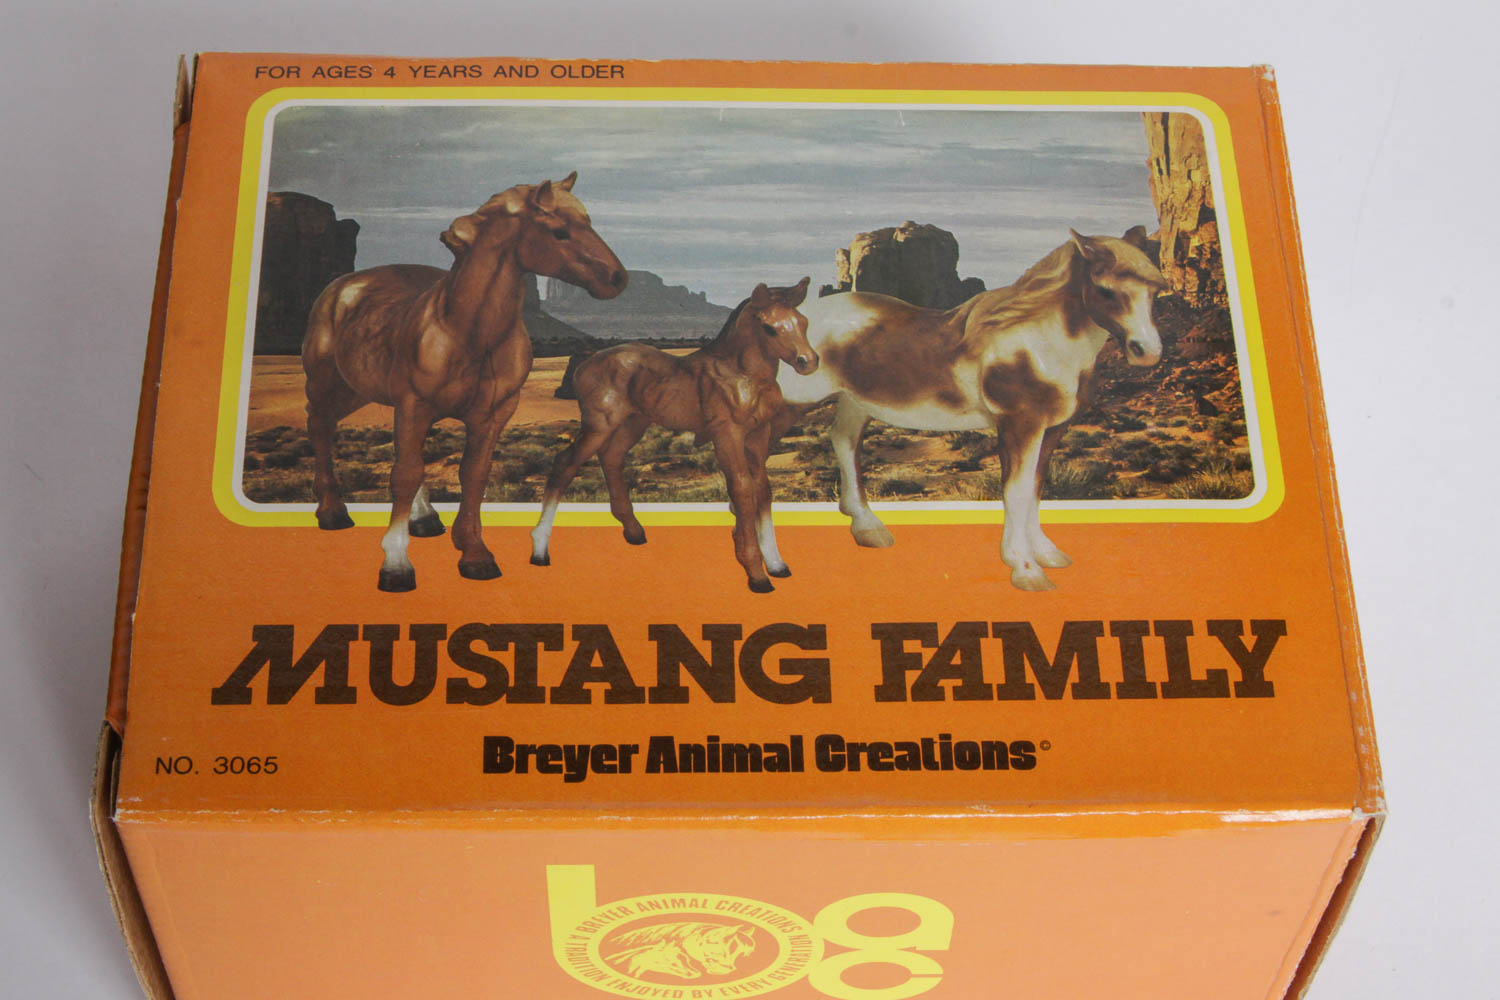 FOR AGES 4 YEARS AND OLDER
MUSTANG FAMILY
Breyer Animal Creations©
NO. 3065
bac
BREYER ANIMAL CREATIONS
A TRADITION ENJOYED BY EVERY GENERATION